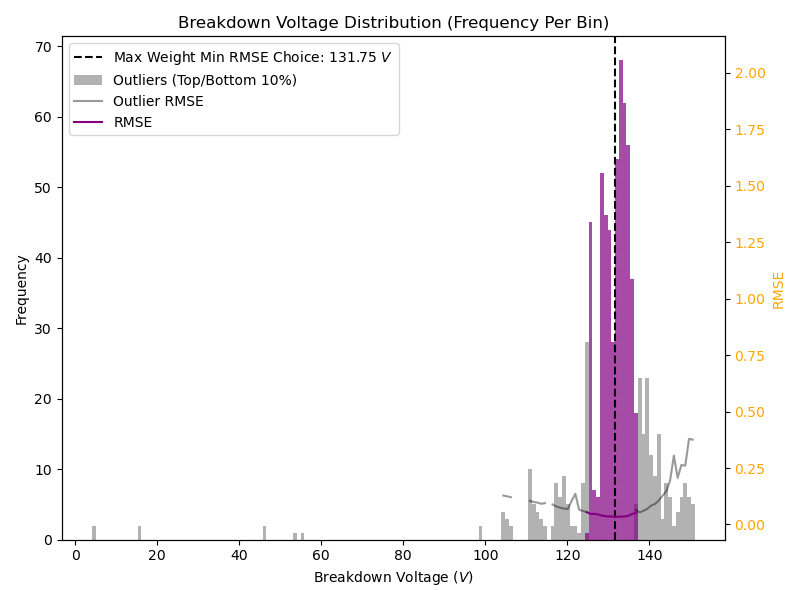 Breakdown Voltage Distribution (Frequency Per Bin)
Max Weight Min RMSE Choice: 131.75 V
Outliers (Top/Bottom 10%)
Outlier RMSE
RMSE
Frequency
70
60
50
40
30
20
10
0
2.00
1.75
1.50
1.25
1.00
0.75
0.50
0.25
0.00
RMSE
0 20 40 60 80 100 120 140
Breakdown Voltage (V)